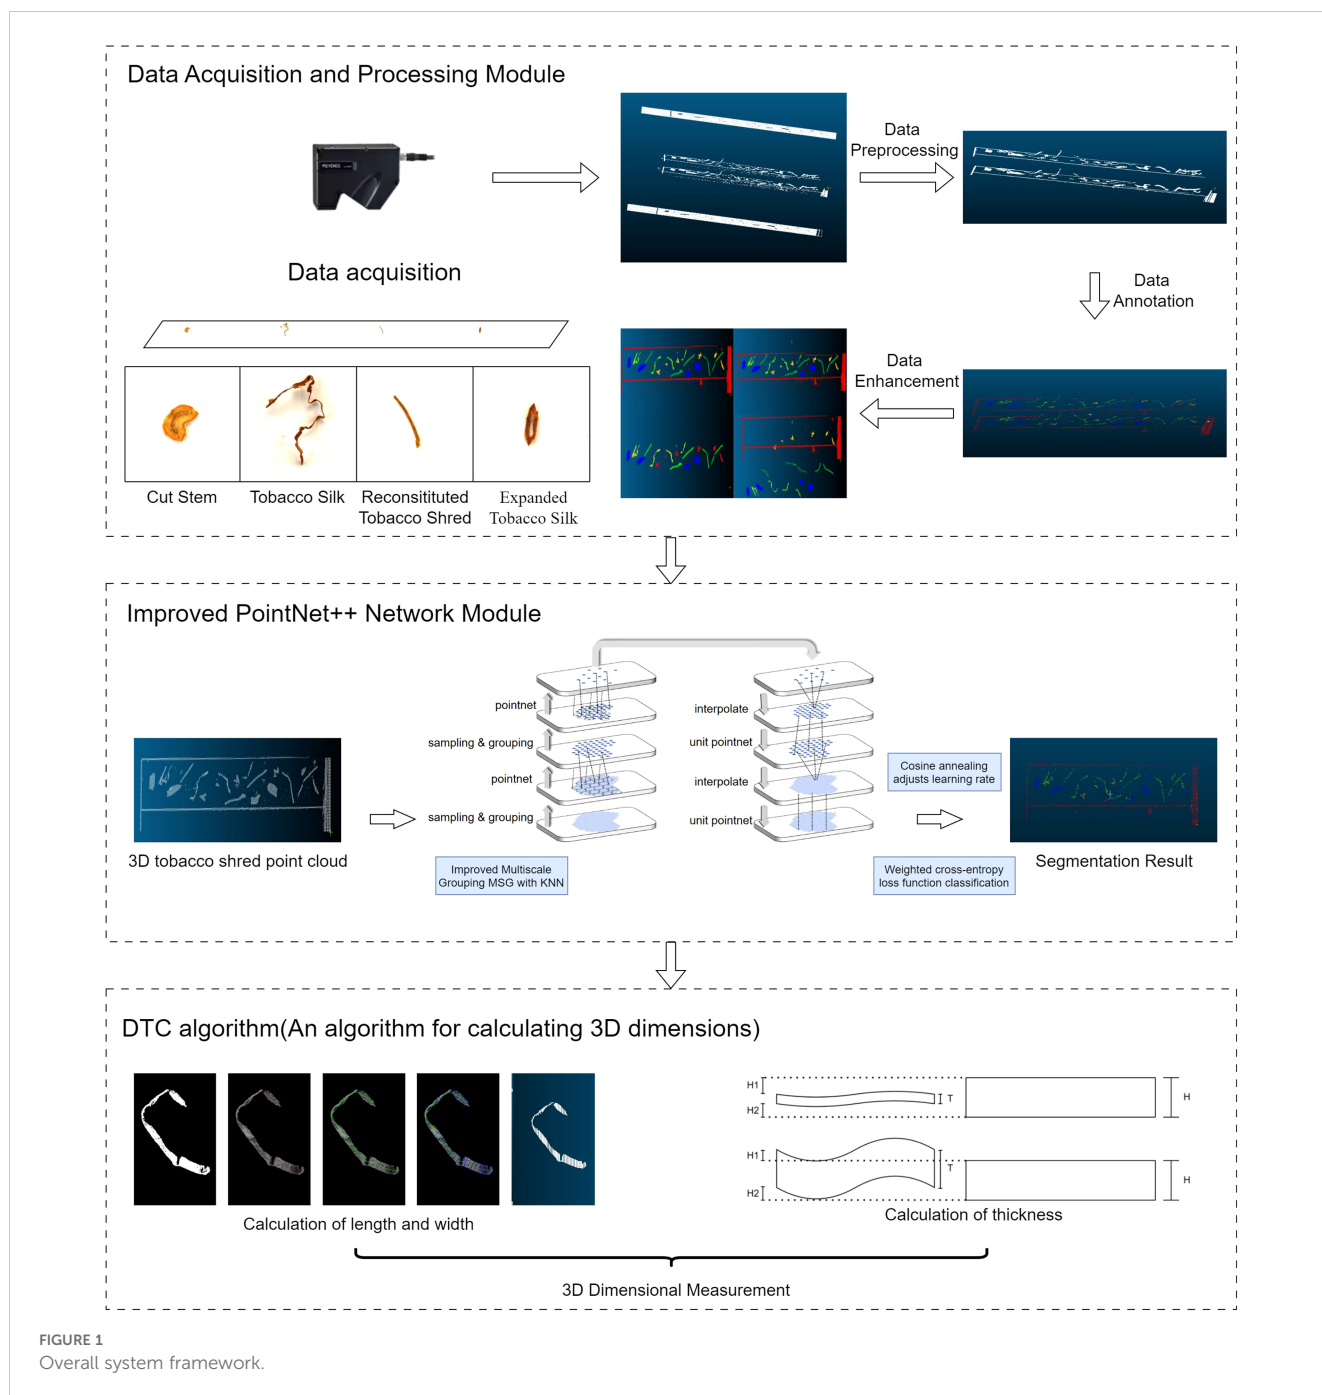 Data Acquisition and Processing Module
KEYENCE
Data
Preprocessing
Data acquisition
Data
Annotation
Data
Enhancement
Cut Stem
Tobacco Silk
Reconsitituted
Tobacco Shred
Expanded
Tobacco Silk
Improved PointNet++ Network Module
pointnet
sampling & grouping
pointnet
sampling & grouping
interpolate
unit pointnet
interpolate
unit pointnet
Cosine annealing
adjusts learning rate
3D tobacco shred point cloud
Improved Multiscale
Grouping MSG with KNN
Weighted cross-entropy
loss function classification
Segmentation Result
DTC algorithm(An algorithm for calculating 3D dimensions)
H1
H2
T
H
H1
H2
T
H
Calculation of length and width
Calculation of thickness
3D Dimensional Measurement
FIGURE 1
Overall system framework.